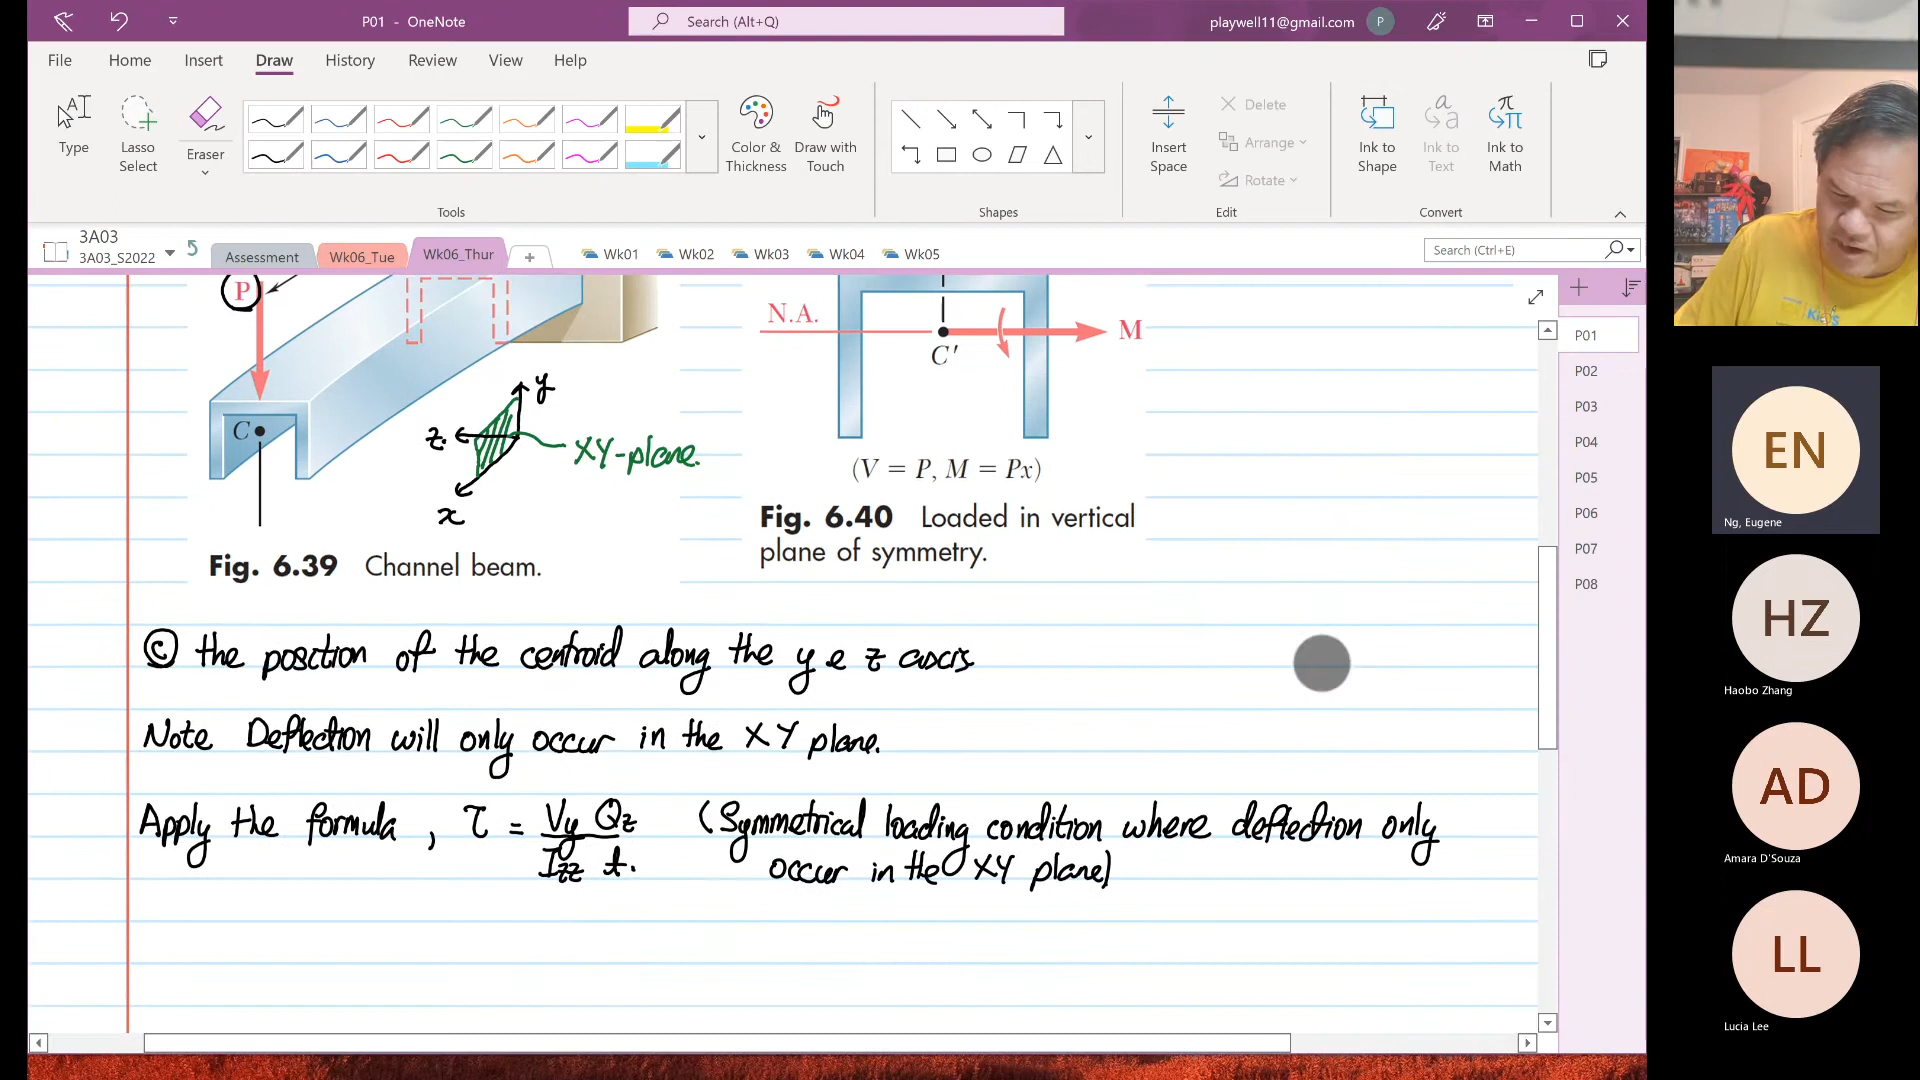 P01 - OneNote
Search (Alt+Q)
playwell11@gmail.com
P
File Home Insert Draw History Review View Help
Type
Lasso Select
Eraser
Color & Thickness
Draw with Touch
Insert Space
Delete
Arrange
Rotate
Ink to Shape
Ink to Text
Ink to Math
Tools Shapes Edit Convert
3A03
3A03_S2022
Assessment Wk06_Tue Wk06_Thur + Wk01 Wk02 Wk03 Wk04 Wk05
Search (Ctrl+E)
P
N.A.
M
C'
C
y
z
x
XY-plane.
(V = P, M = Px)
Fig. 6.40 Loaded in vertical
plane of symmetry.
Fig. 6.39 Channel beam.
© the position of the centroid along the y e z axis
Note Deflection will only occur in the XY plane.
Apply the formula, τ = Vy Qz / Izz t. (Symmetrical loading condition where deflection only
occur in the XY plane)
P01
P02
P03
P04
P05
P06
P07
P08
EN
Ng, Eugene
HZ
Haobo Zhang
AD
Amara D'Souza
LL
Lucia Lee